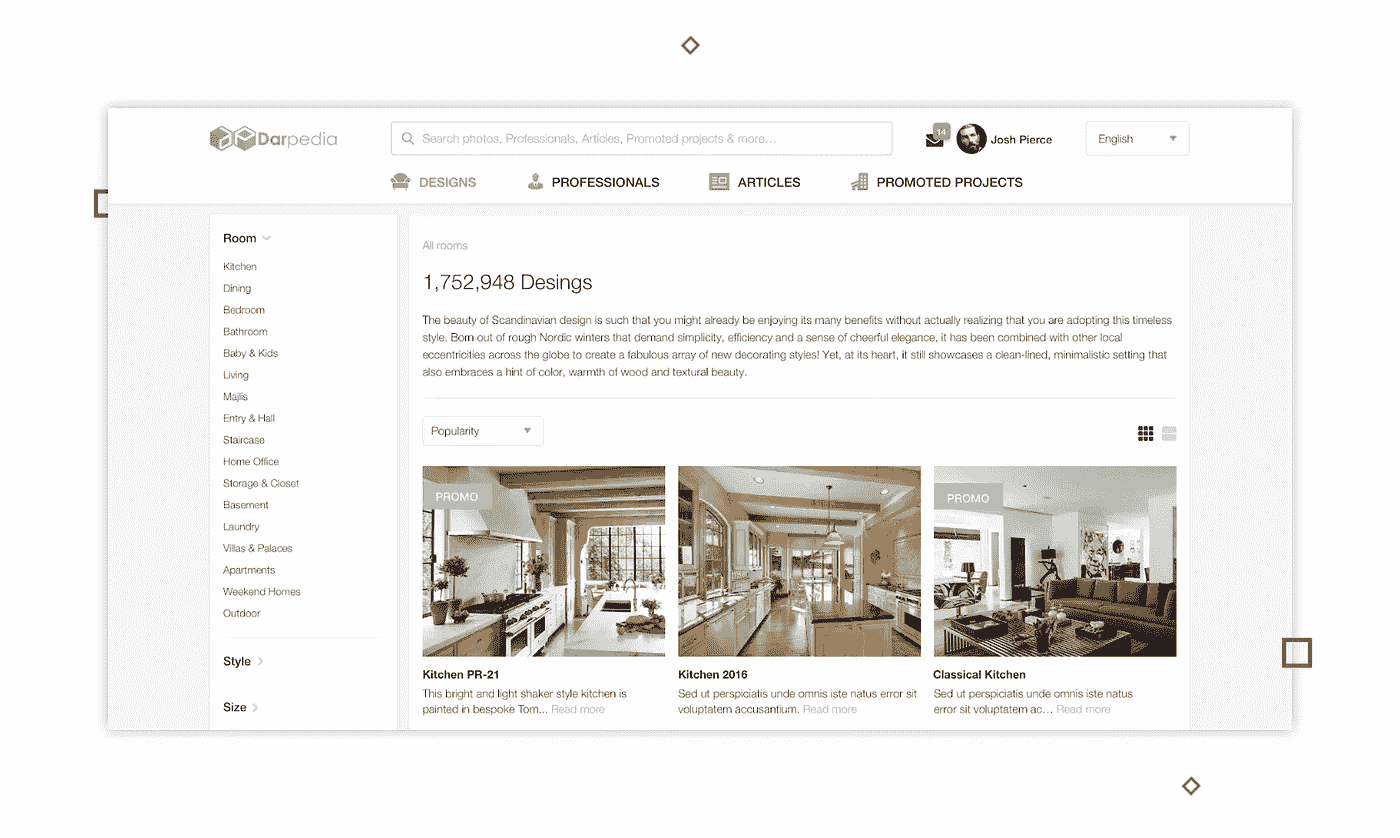 Darpedia
Search photos, Professionals, Articles, Promoted projects & more...
14
Josh Pierce
English
DESIGNS
PROFESSIONALS
ARTICLES
PROMOTED PROJECTS
Room
Kitchen
Dining
Bedroom
Bathroom
Baby & Kids
Living
Majlis
Entry & Hall
Staircase
Home Office
Storage & Closet
Basement
Laundry
Villas & Palaces
Apartments
Weekend Homes
Outdoor
Style
Size
All rooms
1,752,948 Desings
The beauty of Scandinavian design is such that you might already be enjoying its many benefits without actually realizing that you are adopting this timeless
style. Born out of rough Nordic winters that demand simplicity, efficiency and a sense of cheerful elegance, it has been combined with other local
eccentricities across the globe to create a fabulous array of new decorating styles! Yet, at its heart, it still showcases a clean-lined, minimalistic setting that
also embraces a hint of color, warmth of wood and textural beauty.
Popularity
PROMO
Kitchen PR-21
This bright and light shaker style kitchen is
painted in bespoke Tom... Read more
Kitchen 2016
Sed ut perspiciatis unde omnis iste natus error sit
voluptatem accusantium. Read more
PROMO
Classical Kitchen
Sed ut perspiciatis unde omnis iste natus
error sit voluptatem ac... Read more